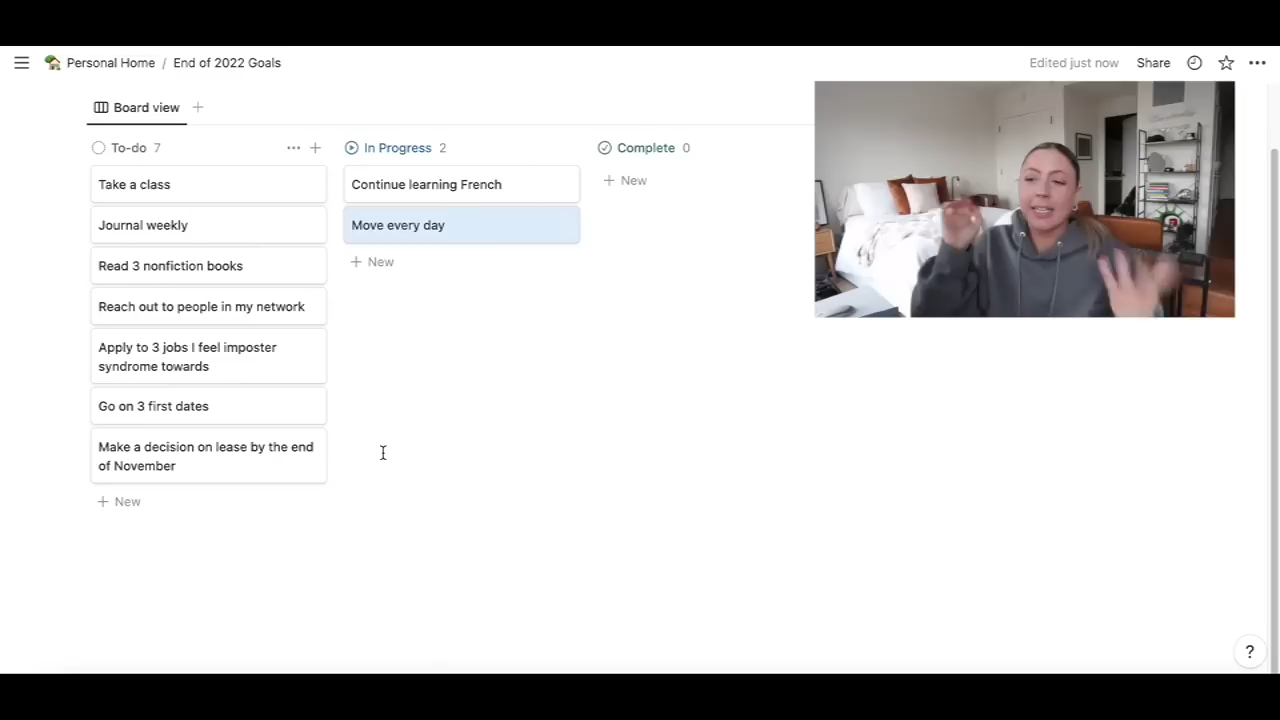 Personal Home / End of 2022 Goals
Edited just now Share
Board view
To-do 7
Take a class
Journal weekly
Read 3 nonfiction books
Reach out to people in my network
Apply to 3 jobs I feel imposter
syndrome towards
Go on 3 first dates
Make a decision on lease by the end
of November
+ New
In Progress 2
Continue learning French
Move every day
+ New
Complete 0
+ New
?